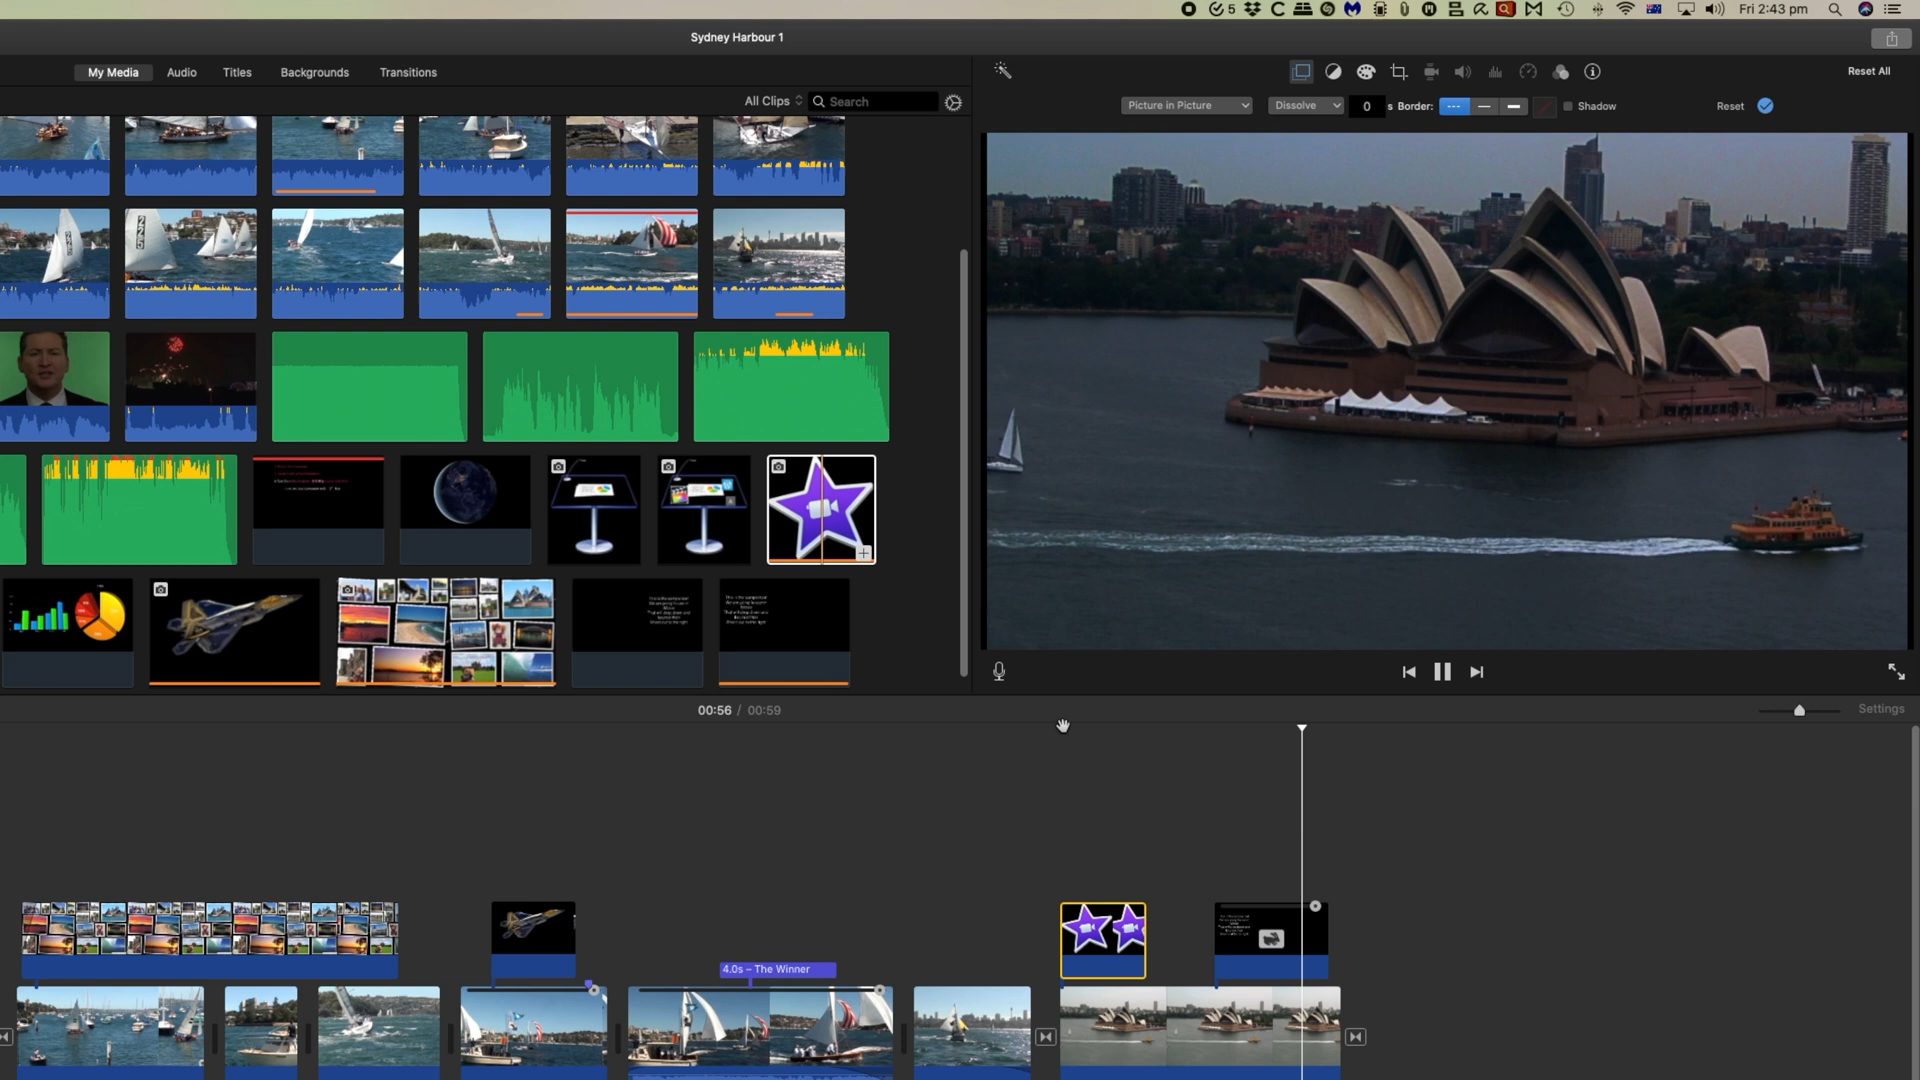 5
Fri 2:43 pm
Sydney Harbour 1
My Media
Audio
Titles
Backgrounds
Transitions
Reset All
All Clips
Search
Picture in Picture
Dissolve
0 s Border:
Shadow
Reset
00:56 / 00:59
Settings
4.0s – The Winner